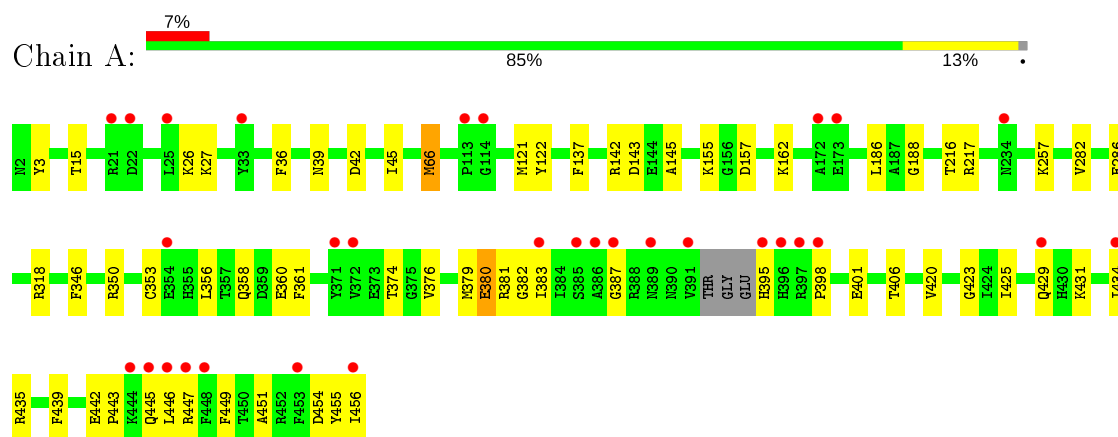 7%
Chain A:
85% 13% •
N2 Y3 T15 R21 D22 L25 K26 K27 Y33 F36 N39 D42 I45 M66 P113 G114 M121 Y122 F137 R142 D143 E144 A145 K155 G156 D157 K162 A172 E173 L186 A187 G188 T216 R217 N234 K257 V282
R318 F346 R350 C353 E354 H355 L356 T357 Q358 D359 E360 F361 Y371 V372 E373 T374 G375 V376 M379 E380 R381 G382 I383 I384 S385 A386 G387 R388 N389 N390 V391 THR GLY GLU H395 H396 R397 P398 E401 T406 V420 G423 I424 I425 Q429 H430 K431
R435 F439 E442 P443 K444 Q445 L446 R447 F448 F449 T450 A451 R452 F453 D454 Y455 I456